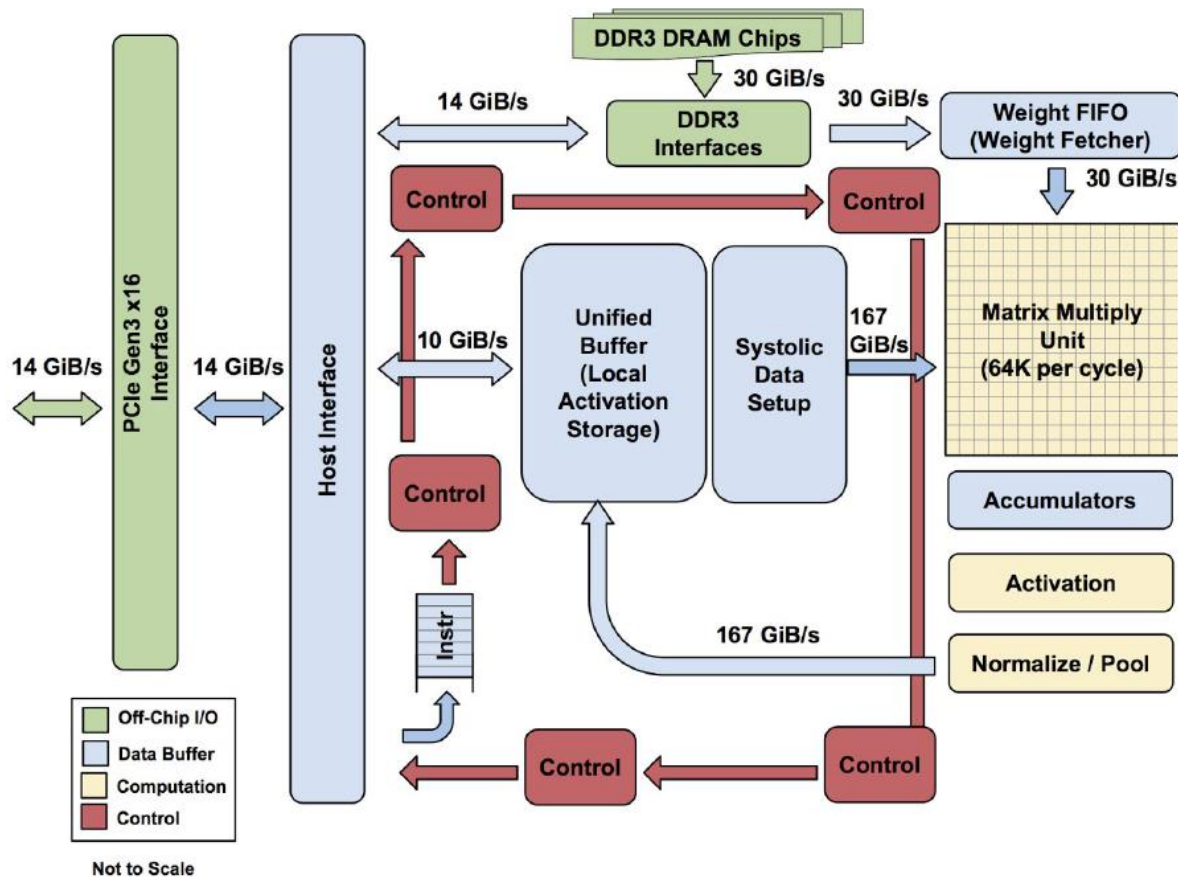 DDR3 DRAM Chips
30 GiB/s
14 GiB/s
DDR3
Interfaces
30 GiB/s
Weight FIFO
(Weight Fetcher)
30 GiB/s
Control
Control
PCIe Gen3 x16
Interface
14 GiB/s
14 GiB/s
Host Interface
10 GiB/s
Unified
Buffer
(Local
Activation
Storage)
Systolic
Data
Setup
167
GiB/s
Matrix Multiply
Unit
(64K per cycle)
Control
Accumulators
Activation
Instr
167 GiB/s
Normalize / Pool
Control
Control
Off-Chip I/O
Data Buffer
Computation
Control
Not to Scale